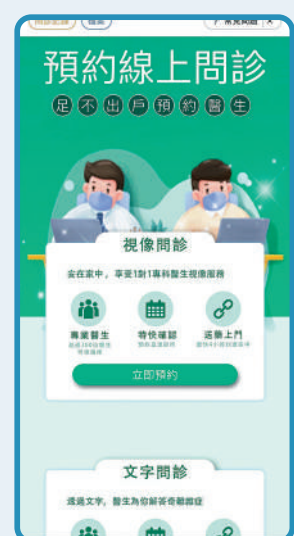 檔案
? 常見問題 | ×
預約線上問診
足不出戶預約醫生
視像問診
安在家中，享受1對1專科醫生視像服務
專業醫生 特快確認 送藥上門
立即預約
文字問診
透過文字，醫生為你解答奇難雜症